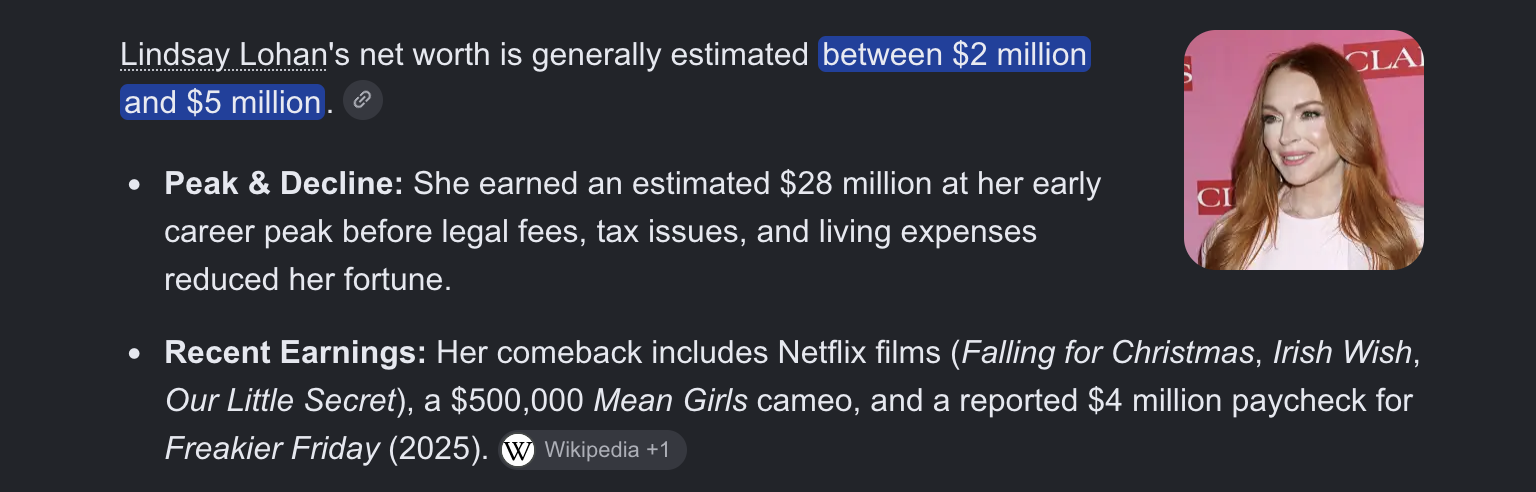 Lindsay Lohan's net worth is generally estimated between $2 million
and $5 million.
• Peak & Decline: She earned an estimated $28 million at her early
career peak before legal fees, tax issues, and living expenses
reduced her fortune.
• Recent Earnings: Her comeback includes Netflix films (Falling for Christmas, Irish Wish,
Our Little Secret), a $500,000 Mean Girls cameo, and a reported $4 million paycheck for
Freakier Friday (2025). W Wikipedia +1
S
CLA
CL